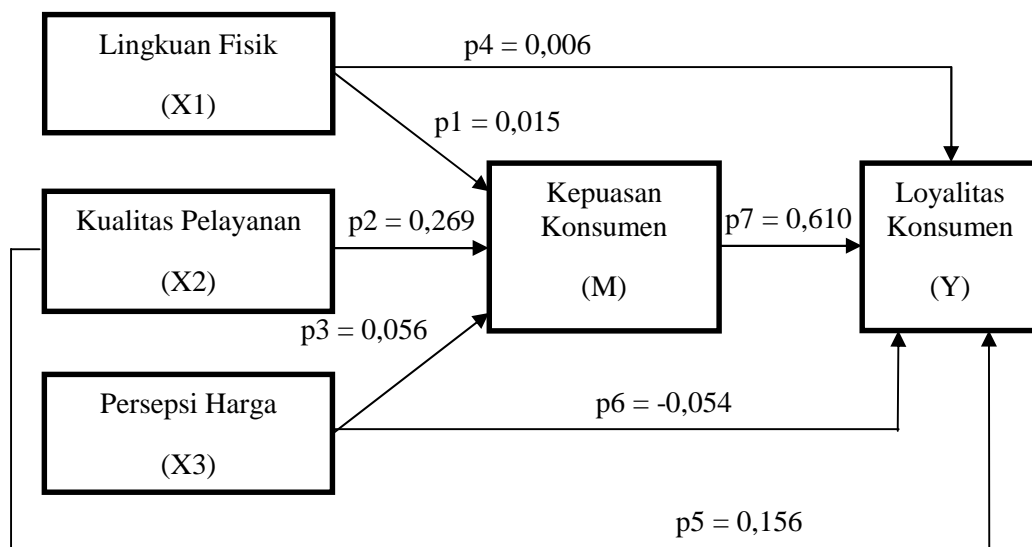 Lingkuan Fisik
(X1)
p4 = 0,006
p1 = 0,015
Kualitas Pelayanan
(X2)
p2 = 0,269
Kepuasan
Konsumen
(M)
p7 = 0,610
Loyalitas
Konsumen
(Y)
p3 = 0,056
Persepsi Harga
(X3)
p6 = -0,054
p5 = 0,156